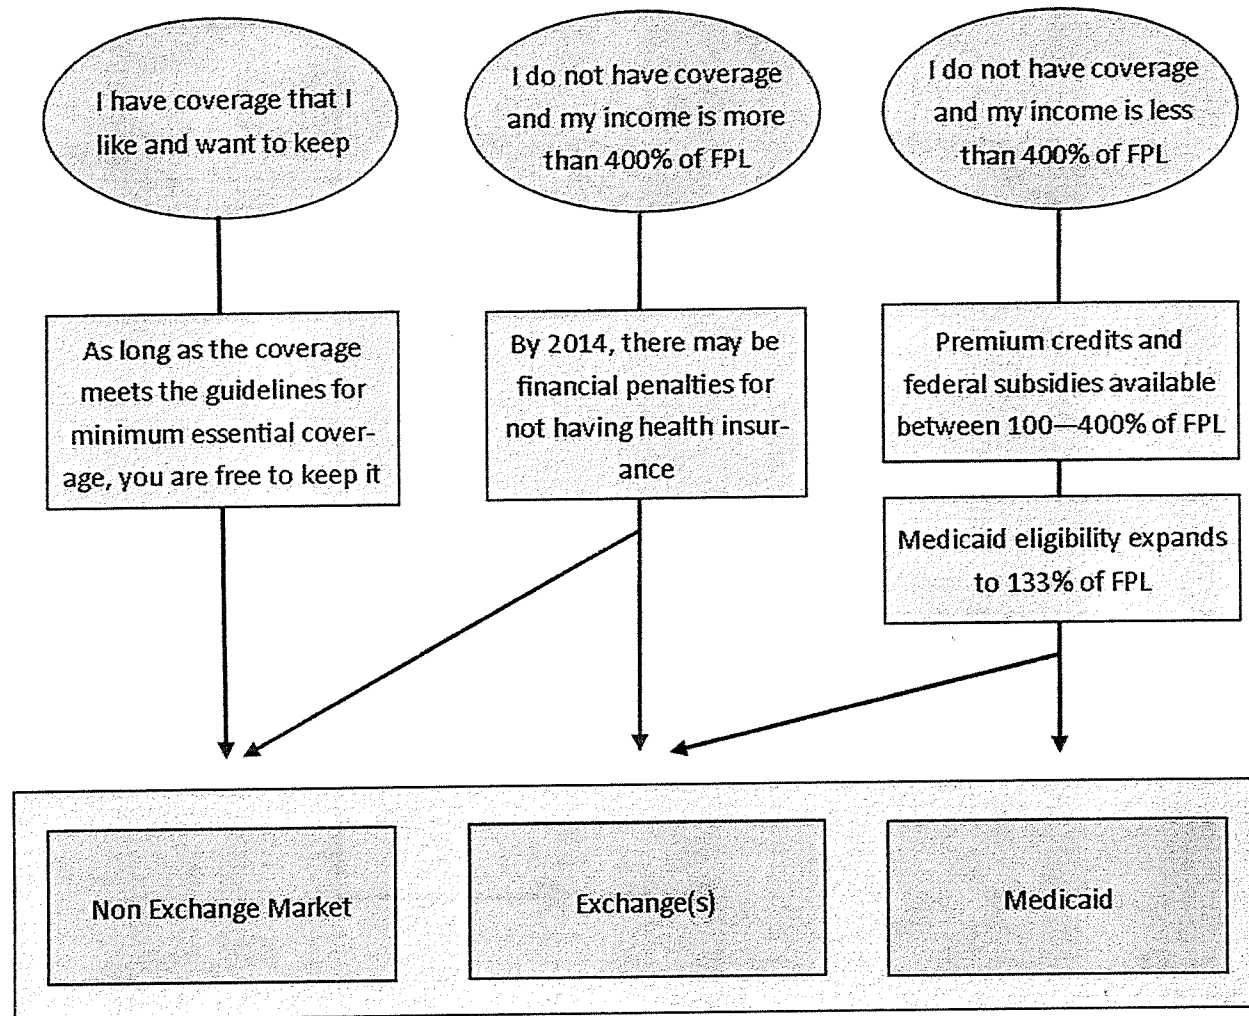 I have coverage that I
like and want to keep
I do not have coverage
and my income is more
than 400% of FPL
I do not have coverage
and my income is less
than 400% of FPL
As long as the coverage
meets the guidelines for
minimum essential cover-
age, you are free to keep it
By 2014, there may be
financial penalties for
not having health insur-
ance
Premium credits and
federal subsidies available
between 100—400% of FPL
Medicaid eligibility expands
to 133% of FPL
Non Exchange Market
Exchange(s)
Medicaid